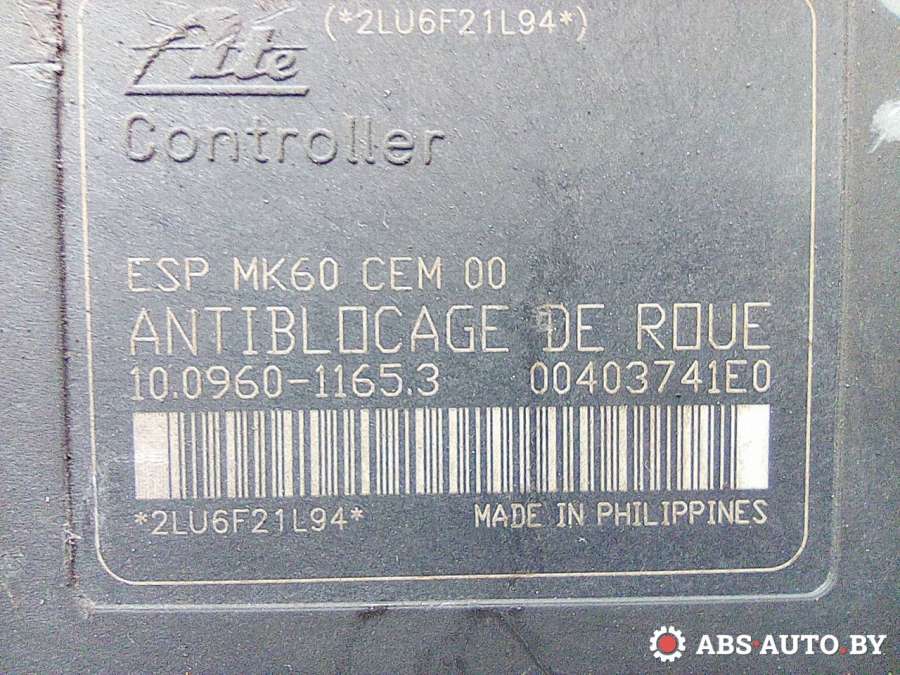 (*2LU6F21L94*)
Ate
Controller
ESP MK60 CEM 00
ANTIBLOCAGE DE ROUE
10.0960-1165.3 00403741E0
*2LU6F21L94* MADE IN PHILIPPINES
ABS-AUTO.BY